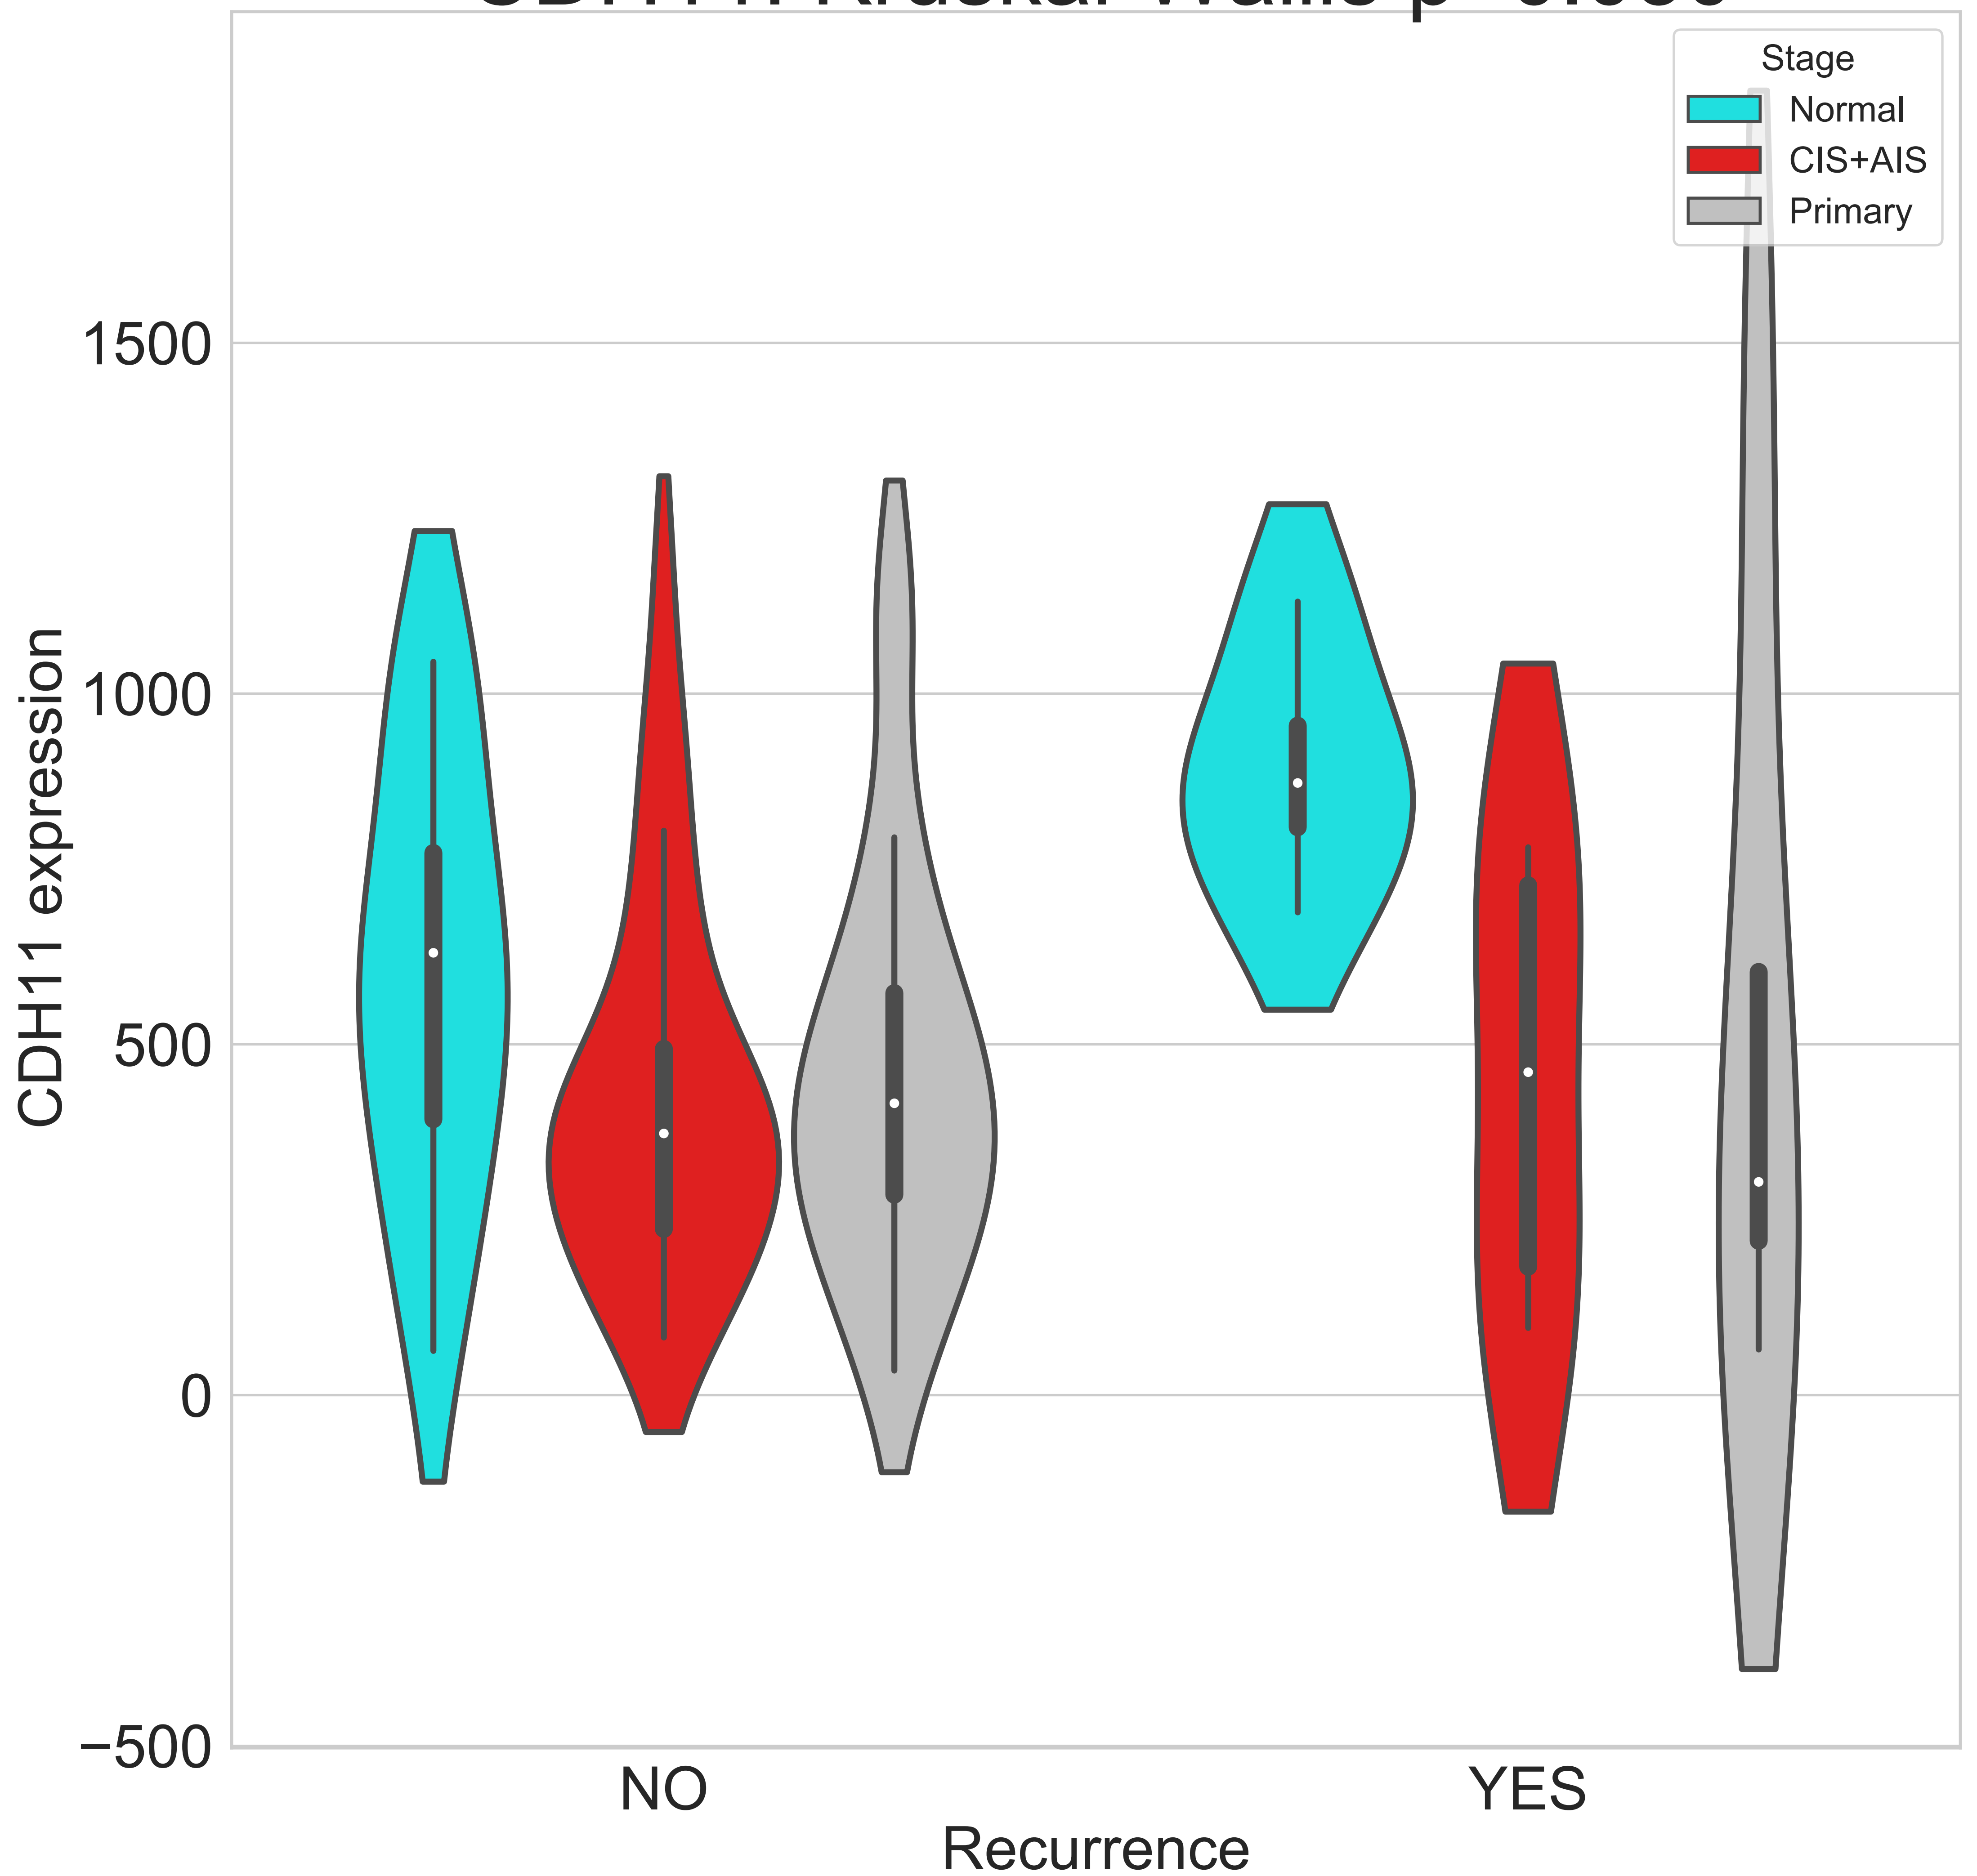 Stage
Normal
CIS+AIS
Primary
1500
1000
500
0
−500
CDH11 expression
NO
YES
Recurrence